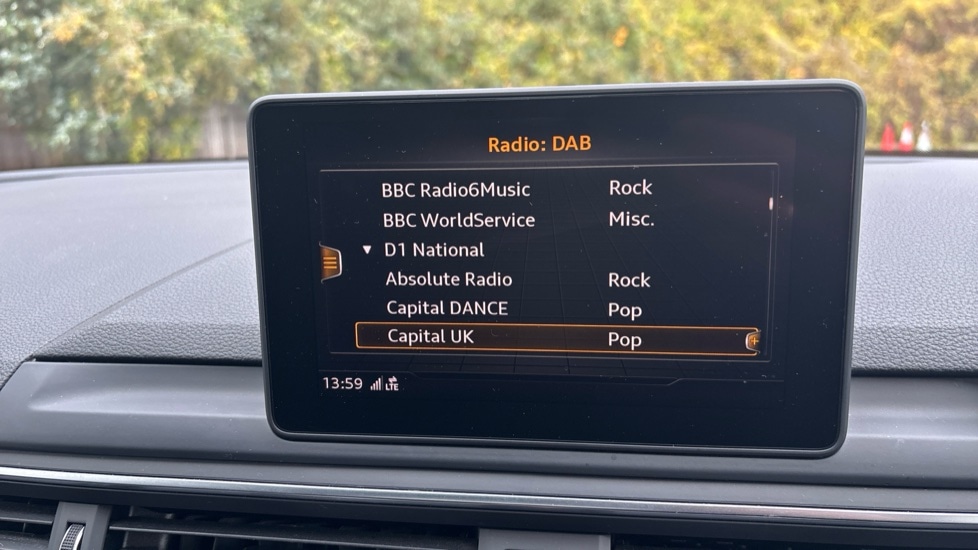 Radio: DAB
BBC Radio6Music Rock
BBC WorldService Misc.
▼ D1 National
Absolute Radio Rock
Capital DANCE Pop
Capital UK Pop
13:59 LTE